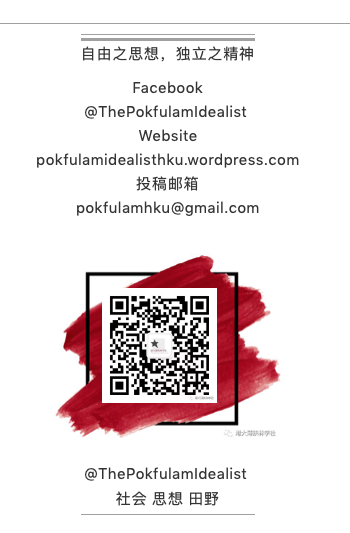 自由之思想，独立之精神
Facebook
@ThePokfulamIdealist
Website
pokfulamidealisthku.wordpress.com
投稿邮箱
pokfulamhku@gmail.com
@ThePokfulamIdealist
社会 思想 田野